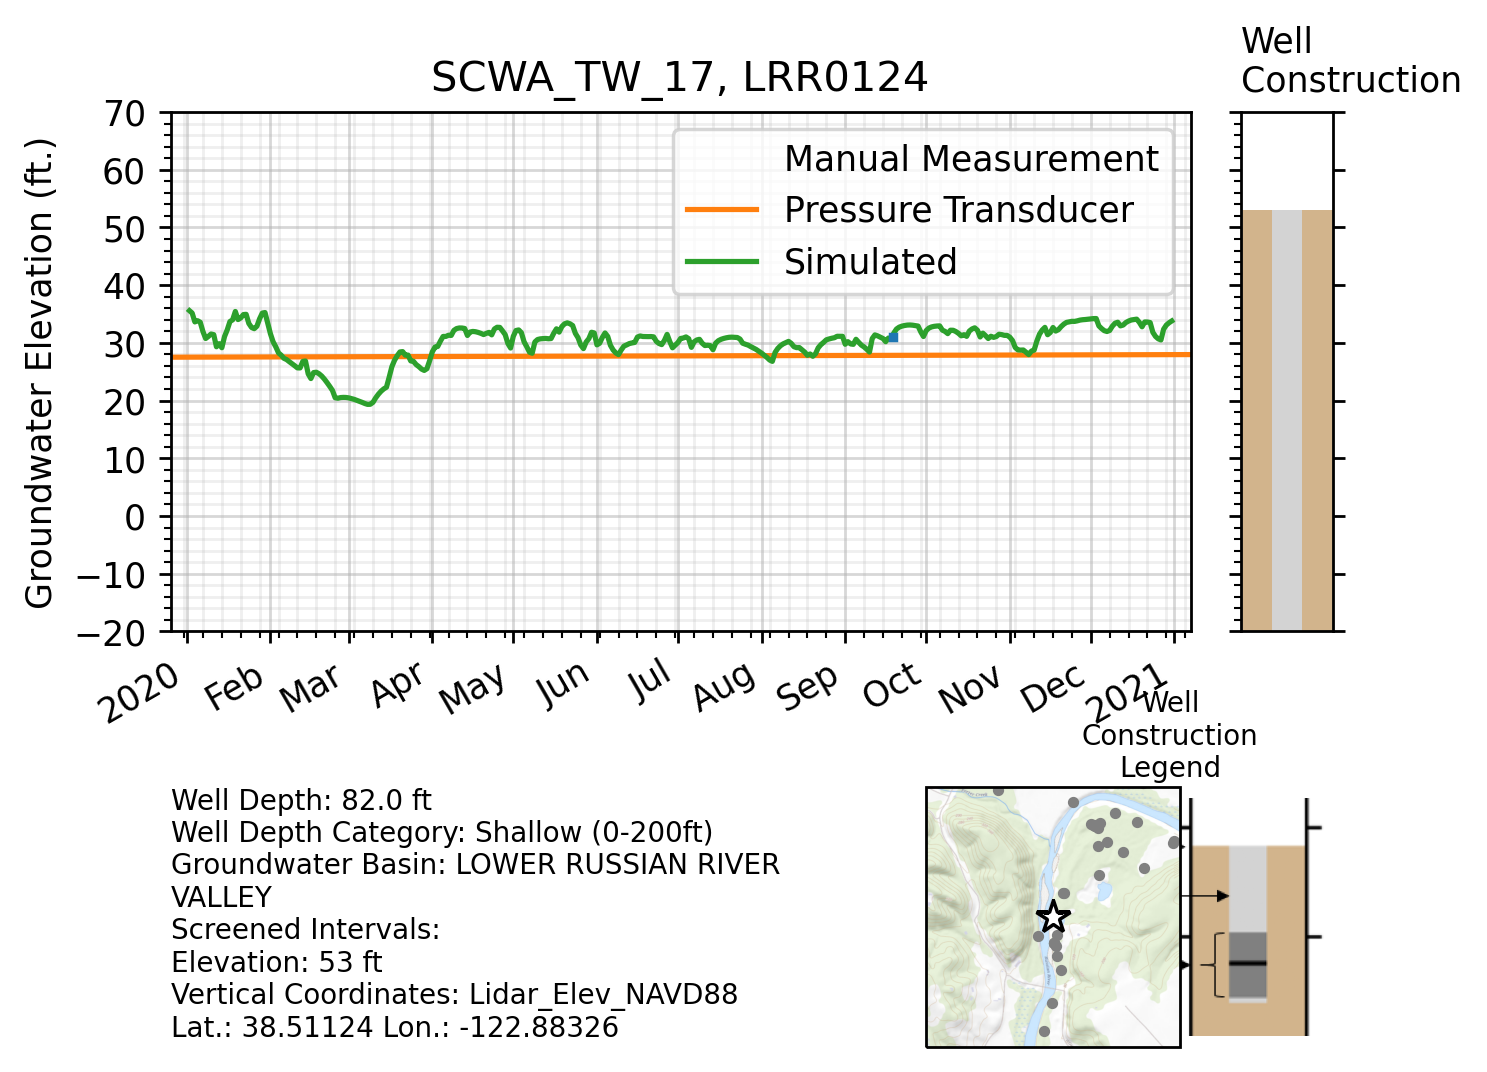 Well
Construction
SCWA_TW_17, LRR0124
Groundwater Elevation (ft.)
70
60
50
40
30
20
10
0
−10
−20
Manual Measurement
Pressure Transducer
Simulated
2020
Feb
Mar
Apr
May
Jun
Jul
Aug
Sep
Oct
Nov
Dec
2021
Well
Construction
Legend
Well Depth: 82.0 ft
Well Depth Category: Shallow (0-200ft)
Groundwater Basin: LOWER RUSSIAN RIVER
VALLEY
Screened Intervals:
Elevation: 53 ft
Vertical Coordinates: Lidar_Elev_NAVD88
Lat.: 38.51124 Lon.: -122.88326